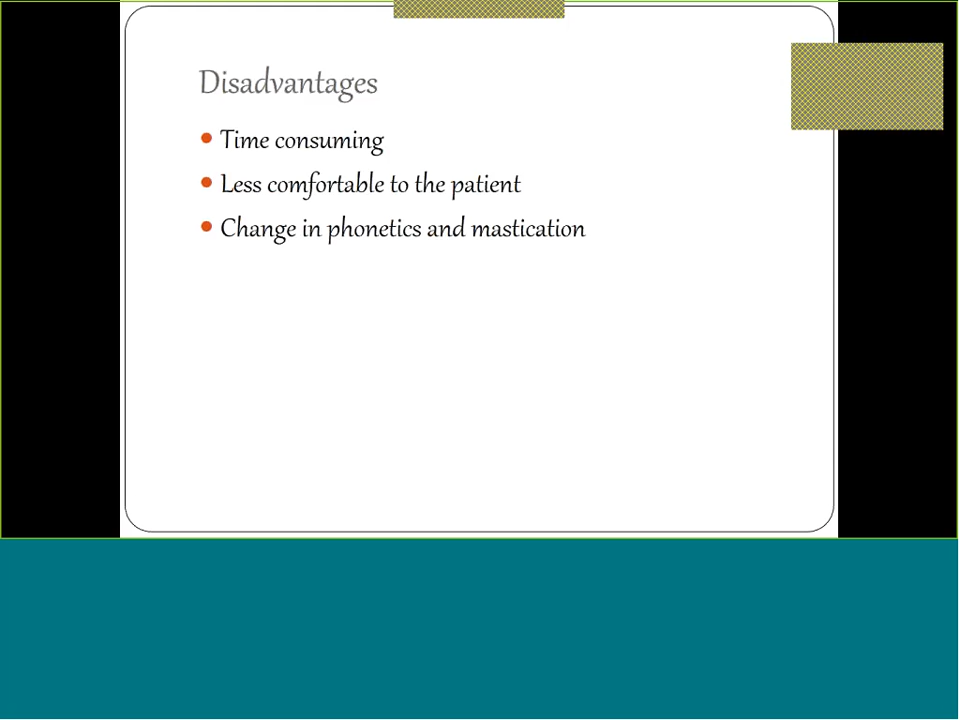 Disadvantages
Time consuming
Less comfortable to the patient
Change in phonetics and mastication